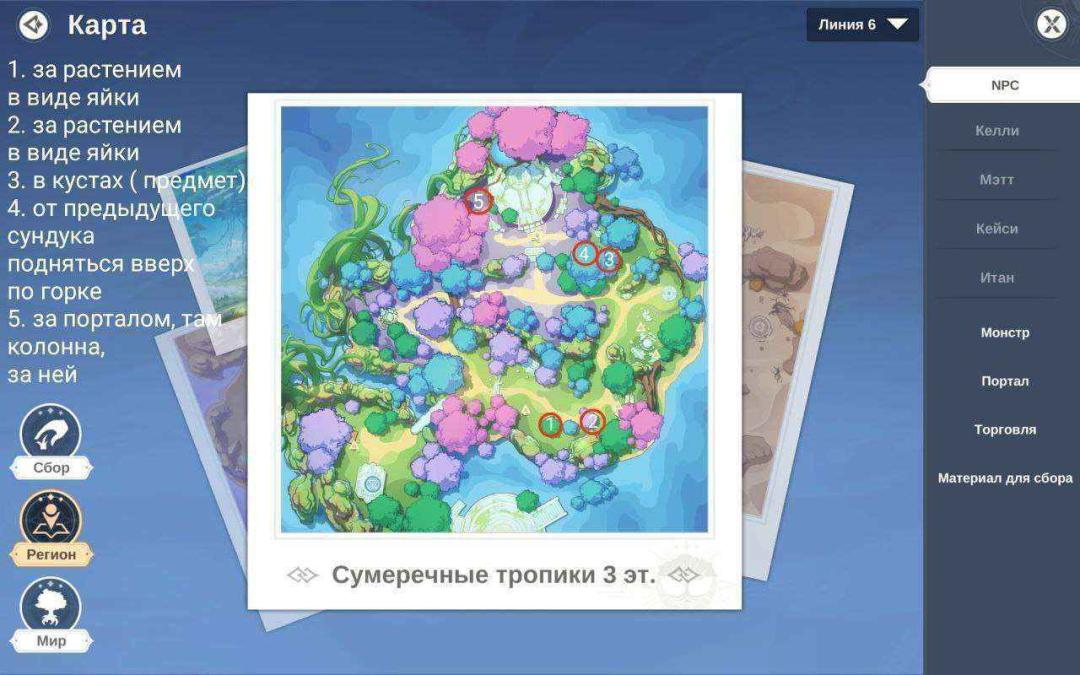 Карта
Линия 6
1. за растением
в виде яйки
2. за растением
в виде яйки
3. в кустах ( предмет)
4. от предыдущего
сундука
подняться вверх
по горке
5. за порталом, там
колонна,
за ней
Сбор
Регион
Мир
5
4
3
1
2
Сумеречные тропики 3 эт.
NPC
Келли
Мэтт
Кейси
Итан
Монстр
Портал
Торговля
Материал для сбора